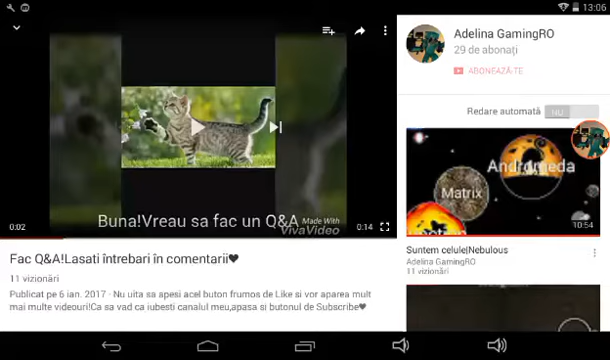 13:06
Buna!Vreau sa fac un Q&A
Made With
VivaVideo
0:02
0:14
Fac Q&A!Lasati întrebari în comentarii♥
11 vizionări
Publicat pe 6 ian. 2017 · Nu uita sa apesi acel buton frumos de Like si vor aparea mult
mai multe videouri!Ca sa vad ca iubesti canalul meu,apasa si butonul de Subscribe♥
Adelina GamingRO
29 de abonați
ABONEAZĂ-TE
Redare automată
NU
Andromeda
Matrix
10:54
Suntem celule|Nebulous
Adelina GamingRO
11 vizionări